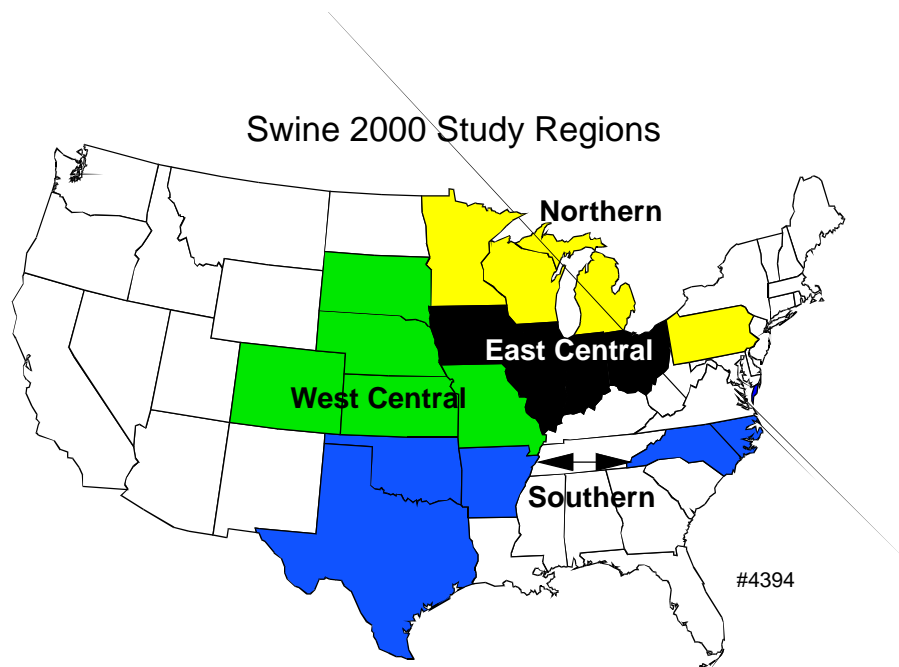 Swine 2000 Study Regions
Northern
East Central
West Central
Southern
#4394